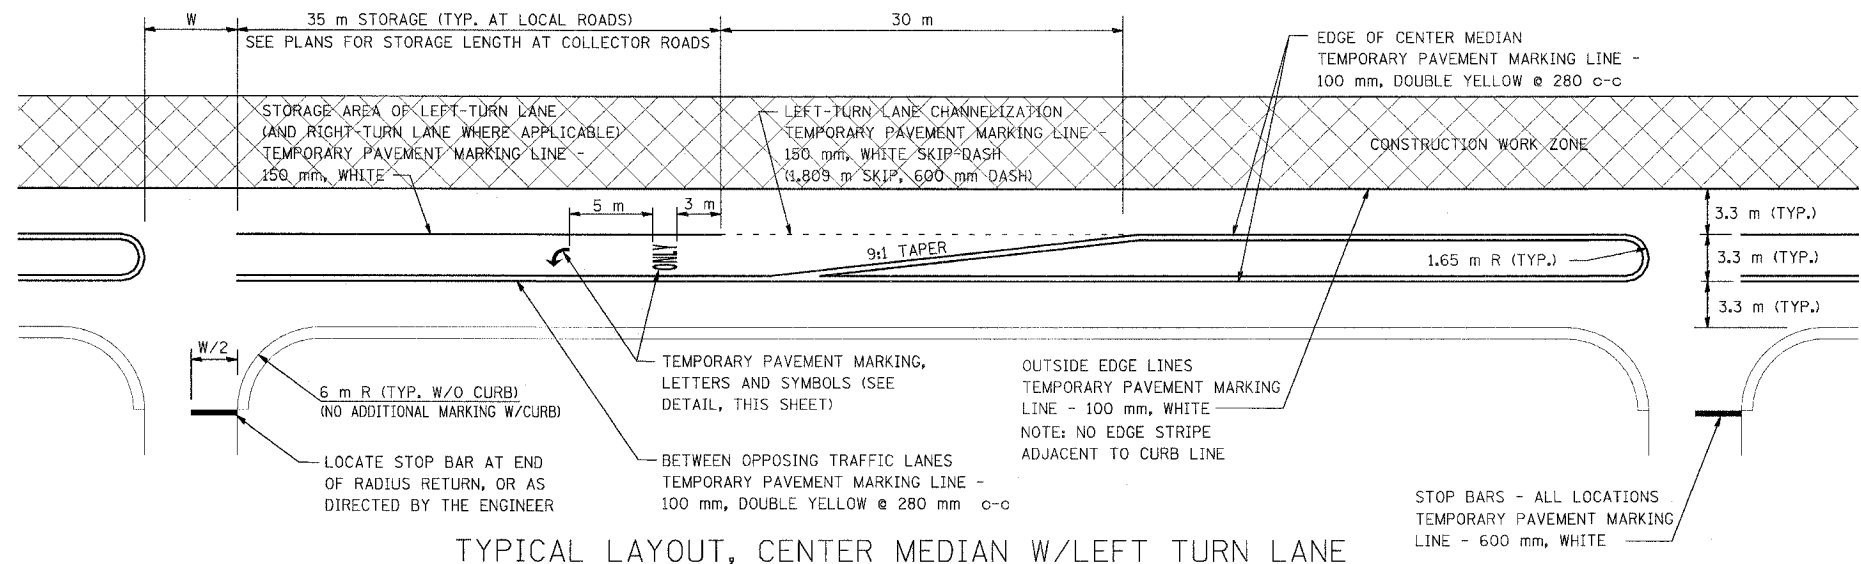 W
35 m STORAGE (TYP. AT LOCAL ROADS)
SEE PLANS FOR STORAGE LENGTH AT COLLECTOR ROADS
30 m
EDGE OF CENTER MEDIAN
TEMPORARY PAVEMENT MARKING LINE -
100 mm, DOUBLE YELLOW @ 280 c-c
STORAGE AREA OF LEFT-TURN LANE
(AND RIGHT-TURN LANE WHERE APPLICABLE)
TEMPORARY PAVEMENT MARKING LINE -
150 mm, WHITE
LEFT-TURN LANE CHANNELIZATION
TEMPORARY PAVEMENT MARKING LINE -
150 mm, WHITE SKIP-DASH
(1.809 m SKIP, 600 mm DASH)
CONSTRUCTION WORK ZONE
5 m
3 m
3.3 m (TYP.)
ONLY
9:1 TAPER
1.65 m R (TYP.)
3.3 m (TYP.)
3.3 m (TYP.)
W/2
6 m R (TYP. W/O CURB)
(NO ADDITIONAL MARKING W/CURB)
TEMPORARY PAVEMENT MARKING,
LETTERS AND SYMBOLS (SEE
DETAIL, THIS SHEET)
OUTSIDE EDGE LINES
TEMPORARY PAVEMENT MARKING
LINE - 100 mm, WHITE
NOTE: NO EDGE STRIPE
ADJACENT TO CURB LINE
LOCATE STOP BAR AT END
OF RADIUS RETURN, OR AS
DIRECTED BY THE ENGINEER
BETWEEN OPPOSING TRAFFIC LANES
TEMPORARY PAVEMENT MARKING LINE -
100 mm, DOUBLE YELLOW @ 280 mm c-c
STOP BARS - ALL LOCATIONS
TEMPORARY PAVEMENT MARKING
LINE - 600 mm, WHITE
TYPICAL LAYOUT, CENTER MEDIAN W/LEFT TURN LANE